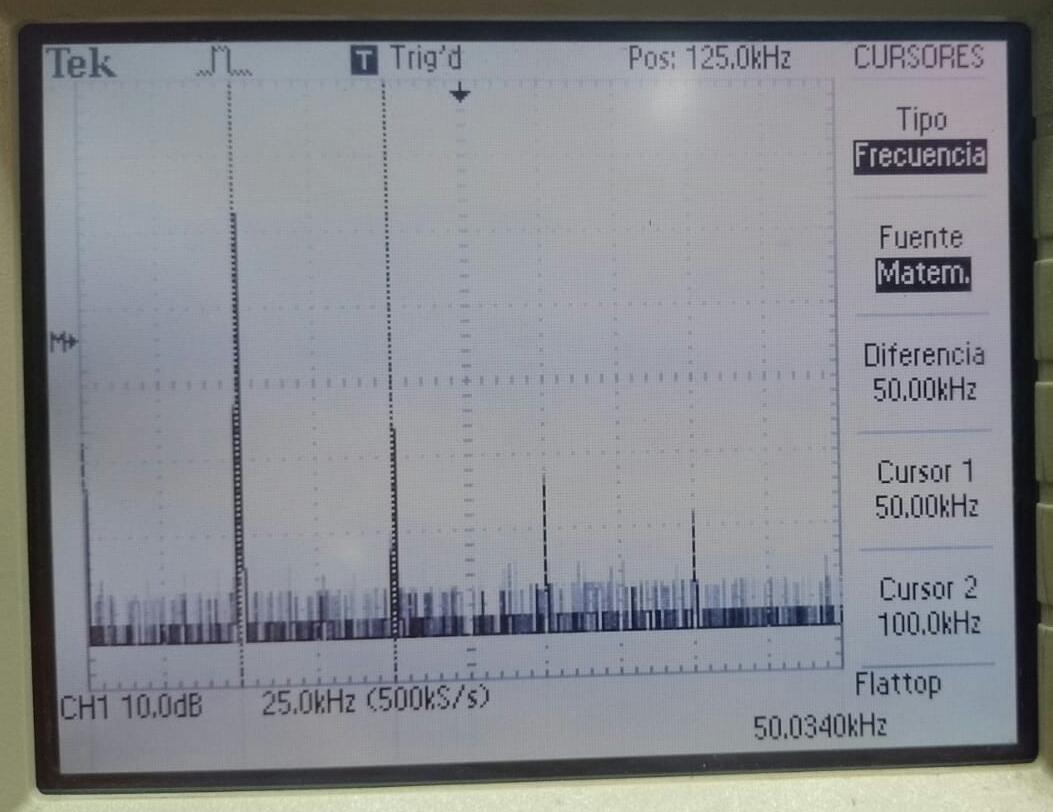 Tek T Trig'd Pos: 125.0kHz CURSORES
Tipo
Frecuencia
Fuente
Matem.
M
Diferencia
50.00kHz
Cursor 1
50.00kHz
Cursor 2
100.0kHz
Flattop
CH1 10.0dB 25.0kHz (500kS/s)
50.0340kHz